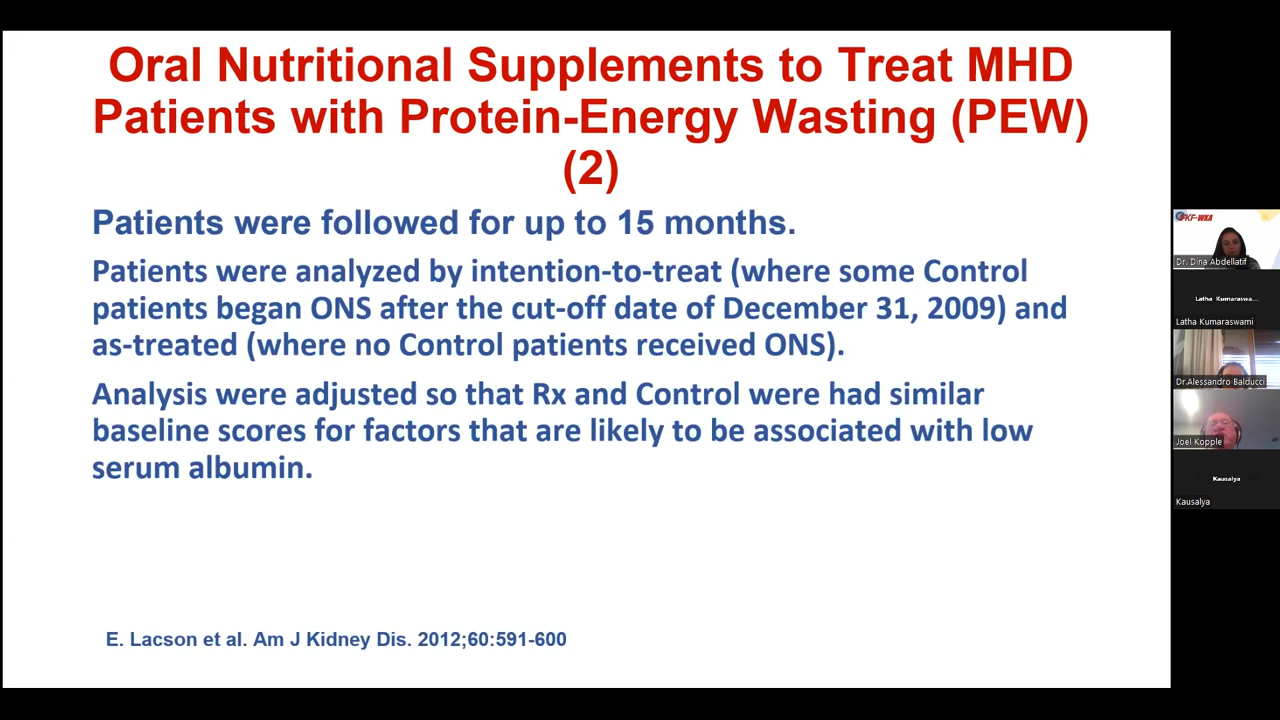 Oral Nutritional Supplements to Treat MHD
Patients with Protein-Energy Wasting (PEW)
(2)
Patients were followed for up to 15 months.
Patients were analyzed by intention-to-treat (where some Control
patients began ONS after the cut-off date of December 31, 2009) and
as-treated (where no Control patients received ONS).
Analysis were adjusted so that Rx and Control were had similar
baseline scores for factors that are likely to be associated with low
serum albumin.
E. Lacson et al. Am J Kidney Dis. 2012;60:591-600
IFKF-WKA
Dr. Dina Abdellatif
Latha Kumaraswa...
Latha Kumaraswami
Dr.Alessandro Balducci
Joel Kopple
Kausalya
Kausalya